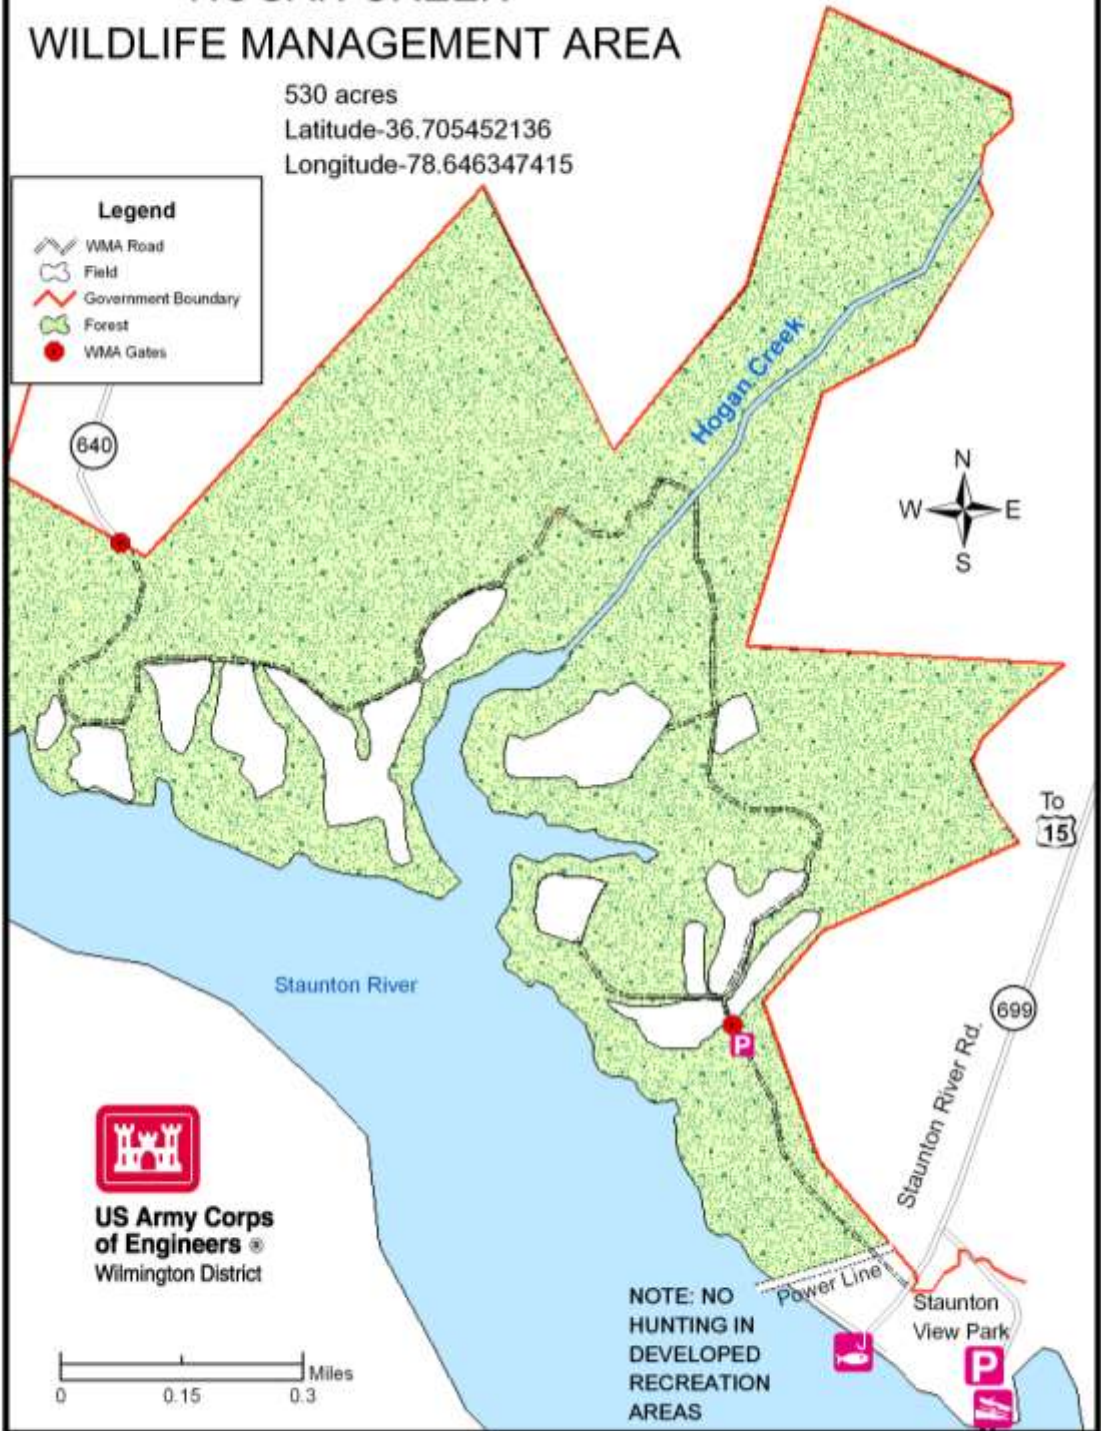 WILDLIFE MANAGEMENT AREA
530 acres
Latitude-36.705452136
Longitude-78.646347415
Legend
WMA Road
Field
Government Boundary
Forest
WMA Gates
640
Hogan Creek
N
W E
S
To
15
Staunton River
699
Staunton River Rd.
P
US Army Corps
of Engineers ®
Wilmington District
Power Line
Staunton
View Park
P
NOTE: NO
HUNTING IN
DEVELOPED
RECREATION
AREAS
Miles
0 0.15 0.3